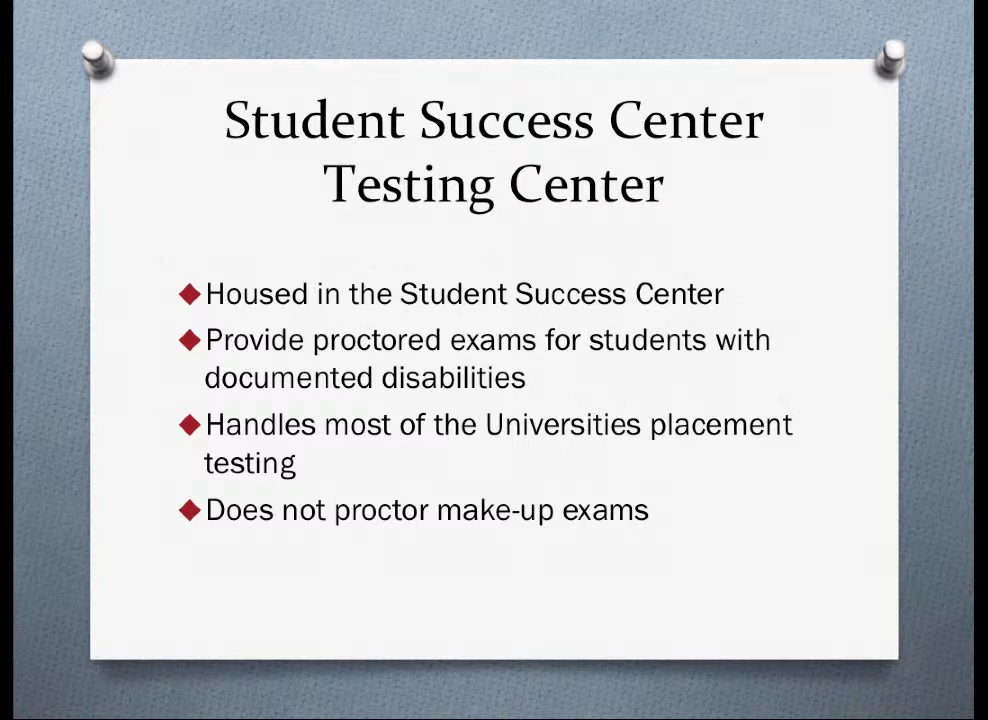 Student Success Center
Testing Center
Housed in the Student Success Center
Provide proctored exams for students with
documented disabilities
Handles most of the Universities placement
testing
Does not proctor make-up exams